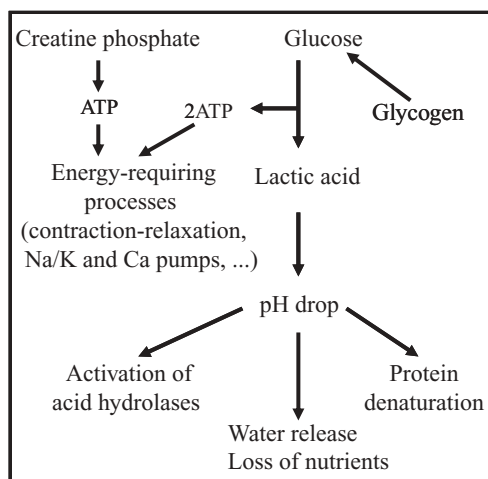 Creatine phosphate
Glucose
ATP
2ATP
Glycogen
Energy-requiring
processes
(contraction-relaxation,
Na/K and Ca pumps, ...)
Lactic acid
pH drop
Activation of
acid hydrolases
Protein
denaturation
Water release
Loss of nutrients